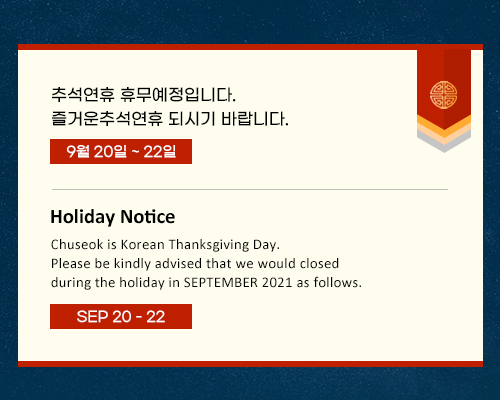 추석연휴 휴무예정입니다.
즐거운추석연휴 되시기 바랍니다.
9월 20일 ~ 22일
Holiday Notice
Chuseok is Korean Thanksgiving Day.
Please be kindly advised that we would closed
during the holiday in SEPTEMBER 2021 as follows.
SEP 20 - 22